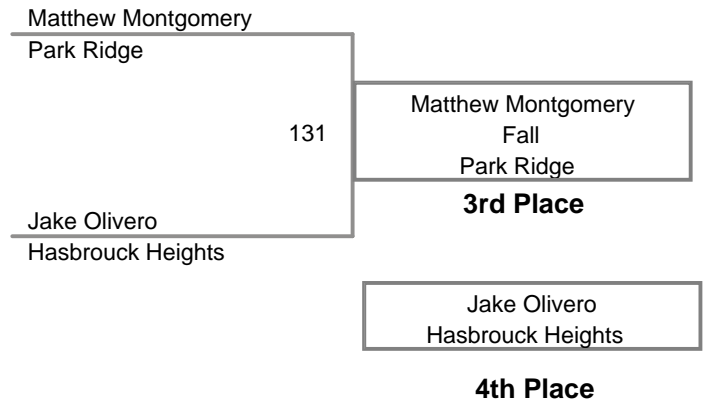 Matthew Montgomery
Park Ridge
131
Matthew Montgomery
Fall
Park Ridge
3rd Place
Jake Olivero
Hasbrouck Heights
Jake Olivero
Hasbrouck Heights
4th Place